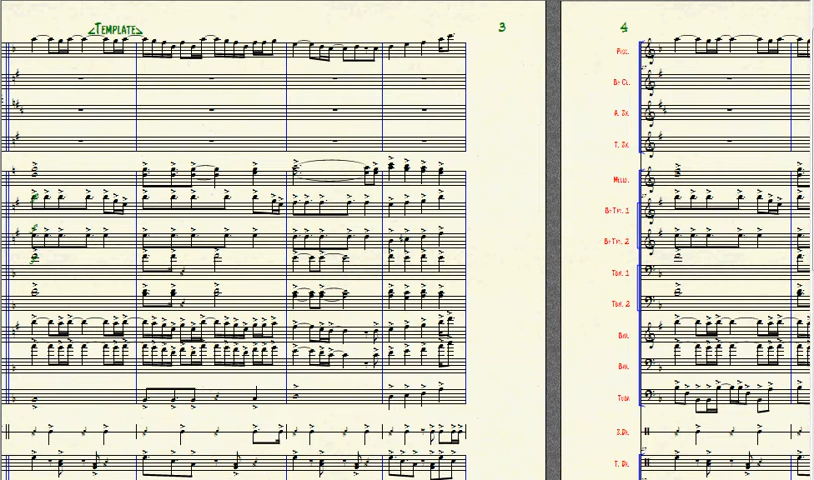 TEMPLATE
3
4
PICC.
B♭ CL.
A. SX.
T. SX.
MELLO.
B♭ TPT. 1
B♭ TPT. 2
TBN. 1
TBN. 2
BAR.
BAR.
TUBA
S.DR.
T. DR.